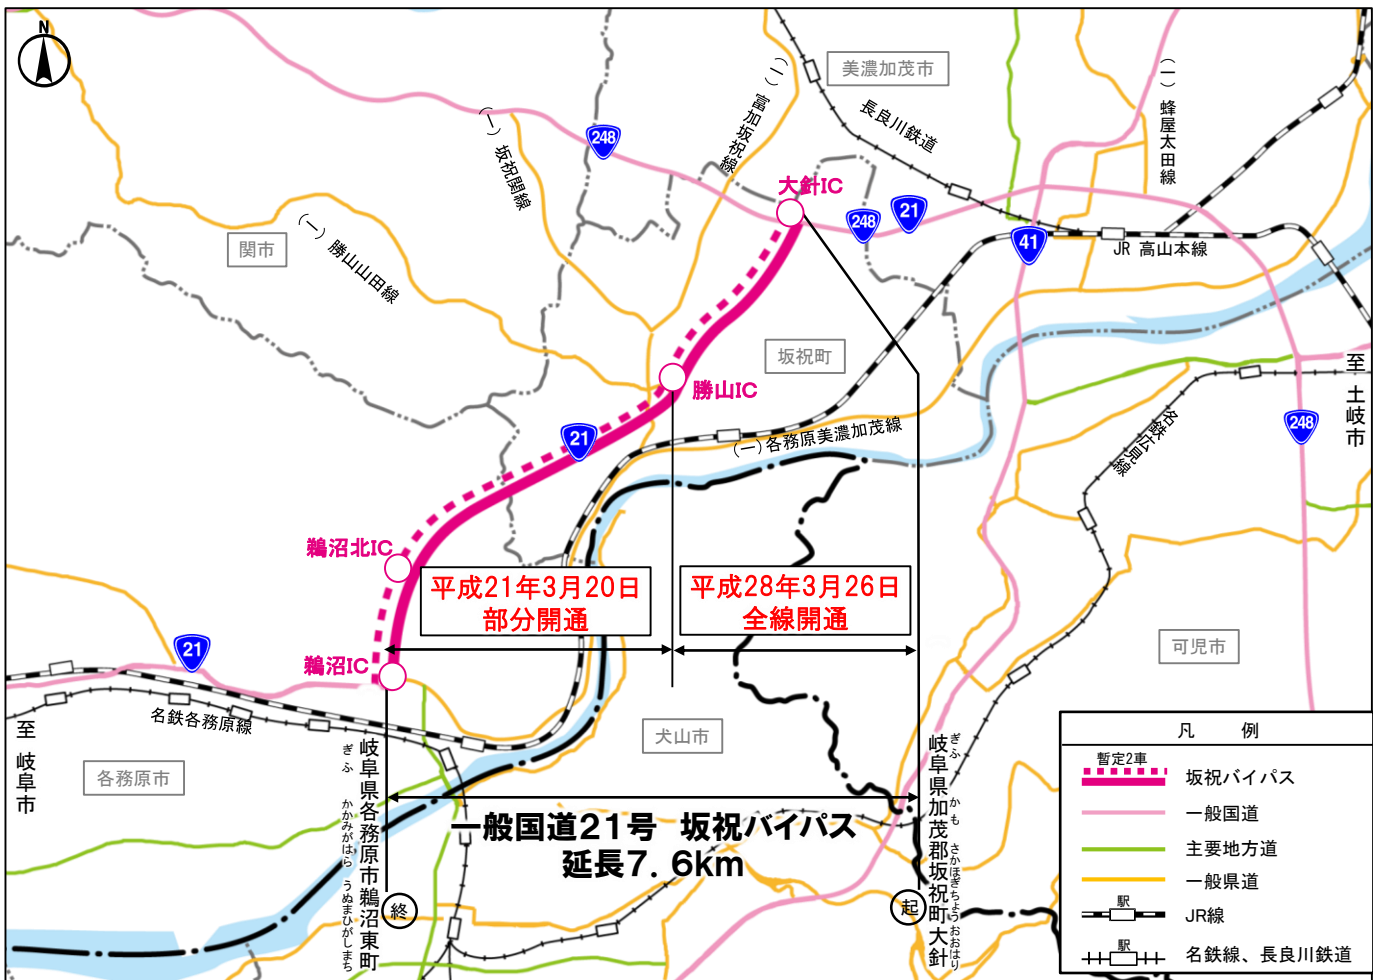 N
美濃加茂市
長良川鉄道
(一)蜂屋太田線
(一)富加坂祝線
(一)坂祝関線
248
大針IC
248
21
41
JR 高山本線
関市
(一)勝山山田線
坂祝町
勝山IC
至 土岐市
248
名鉄広見線
(一)各務原美濃加茂線
21
鵜沼北IC
平成21年3月20日
部分開通
平成28年3月26日
全線開通
21
鵜沼IC
可児市
名鉄各務原線
至 岐阜市
犬山市
各務原市
岐阜県各務原市鵜沼東町
ぎふ かかみがはら うぬまひがしまち
岐阜県加茂郡坂祝町大針
ぎふ かも さかほぎちょうおおはり
一般国道21号 坂祝バイパス
延長7.6km
終
起
凡 例
暫定2車
坂祝バイパス
一般国道
主要地方道
一般県道
駅
JR線
駅
名鉄線、長良川鉄道